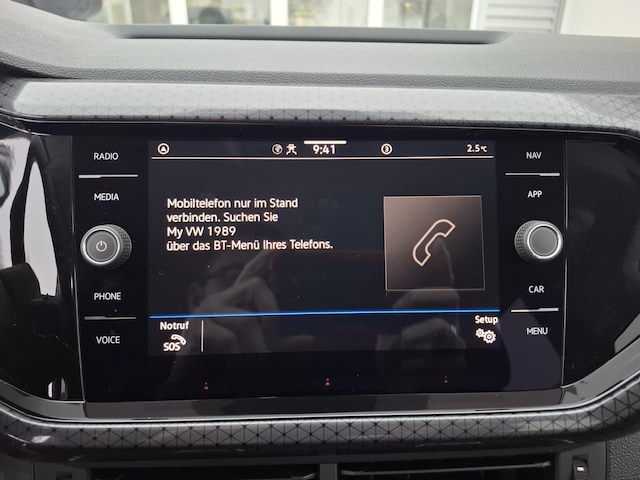 RADIO
MEDIA
PHONE
VOICE
9:41
2.5°C
Mobiltelefon nur im Stand
verbinden. Suchen Sie
My VW 1989
über das BT-Menü Ihres Telefons.
Notruf
SOS
Setup
NAV
APP
CAR
MENU